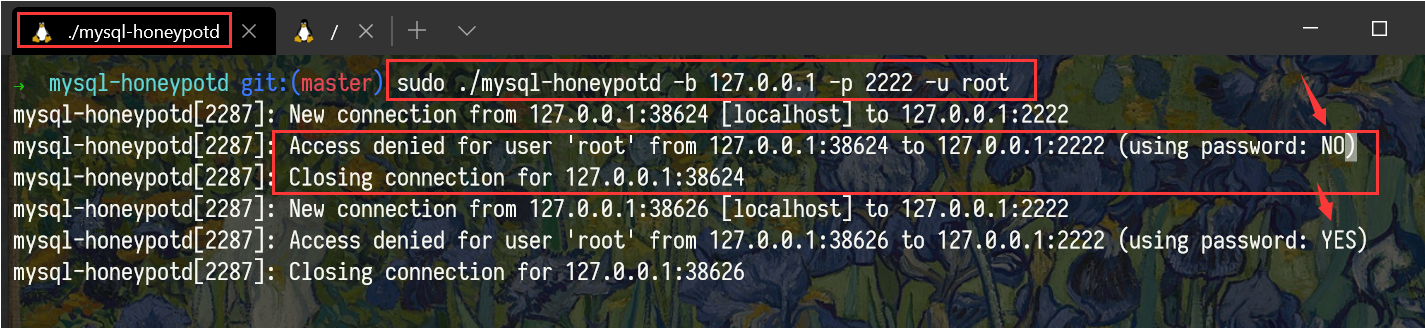 ./mysql-honeypotd
/
→ mysql-honeypotd git:(master) sudo ./mysql-honeypotd -b 127.0.0.1 -p 2222 -u root
mysql-honeypotd[2287]: New connection from 127.0.0.1:38624 [localhost] to 127.0.0.1:2222
mysql-honeypotd[2287]: Access denied for user 'root' from 127.0.0.1:38624 to 127.0.0.1:2222 (using password: NO)
mysql-honeypotd[2287]: Closing connection for 127.0.0.1:38624
mysql-honeypotd[2287]: New connection from 127.0.0.1:38626 [localhost] to 127.0.0.1:2222
mysql-honeypotd[2287]: Access denied for user 'root' from 127.0.0.1:38626 to 127.0.0.1:2222 (using password: YES)
mysql-honeypotd[2287]: Closing connection for 127.0.0.1:38626